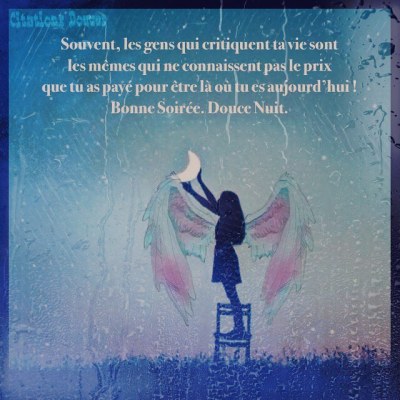 Citations Douces
Souvent, les gens qui critiquent ta vie sont
les mêmes qui ne connaissent pas le prix
que tu as payé pour être là où tu es aujourd'hui !
Bonne Soirée. Douce Nuit.